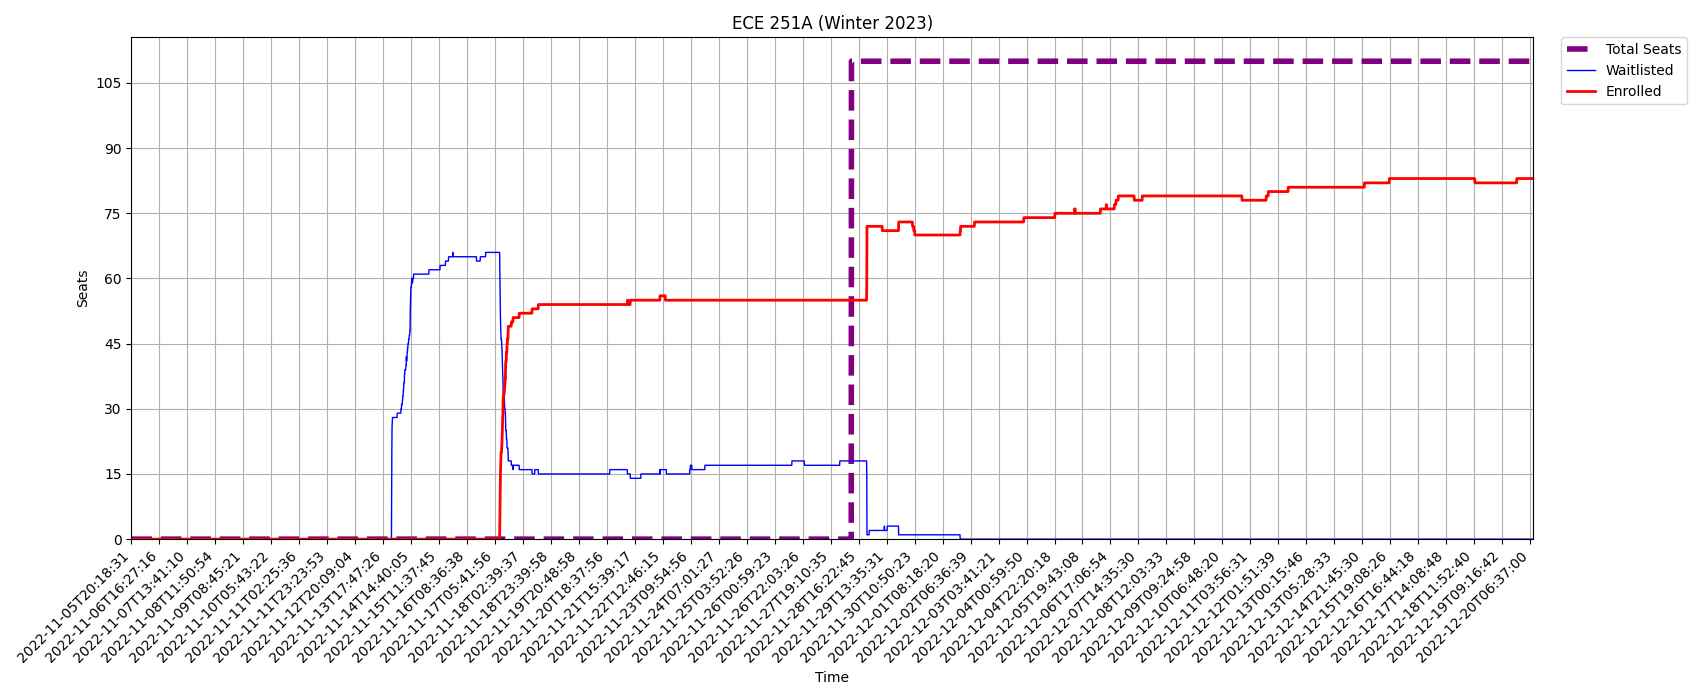 ECE 251A (Winter 2023)
Total Seats
Waitlisted
Enrolled
105
90
75
60
45
30
15
0
Seats
2022-11-05T20:18:31
2022-11-06T16:27:16
2022-11-07T13:41:10
2022-11-08T11:50:54
2022-11-09T08:45:21
2022-11-10T05:43:22
2022-11-11T02:25:36
2022-11-11T23:23:53
2022-11-12T20:09:04
2022-11-13T17:47:26
2022-11-14T14:40:05
2022-11-15T11:37:45
2022-11-16T08:36:38
2022-11-17T05:41:56
2022-11-18T02:39:37
2022-11-18T23:39:58
2022-11-19T20:48:58
2022-11-20T18:37:56
2022-11-21T15:39:17
2022-11-22T12:46:15
2022-11-23T09:54:56
2022-11-24T07:01:27
2022-11-25T03:52:26
2022-11-26T00:59:23
2022-11-26T22:03:26
2022-11-27T19:10:35
2022-11-28T16:22:45
2022-11-29T13:35:31
2022-11-30T10:50:23
2022-12-01T08:18:20
2022-12-02T06:36:39
2022-12-03T03:41:21
2022-12-04T00:59:50
2022-12-04T22:20:18
2022-12-05T19:43:08
2022-12-06T17:06:54
2022-12-07T14:35:30
2022-12-08T12:03:33
2022-12-09T09:24:58
2022-12-10T06:48:20
2022-12-11T03:56:31
2022-12-12T01:51:39
2022-12-13T00:15:46
2022-12-13T05:28:33
2022-12-14T21:45:30
2022-12-15T19:08:26
2022-12-16T16:44:18
2022-12-17T14:08:48
2022-12-18T11:52:40
2022-12-19T09:16:42
2022-12-20T06:37:00
Time